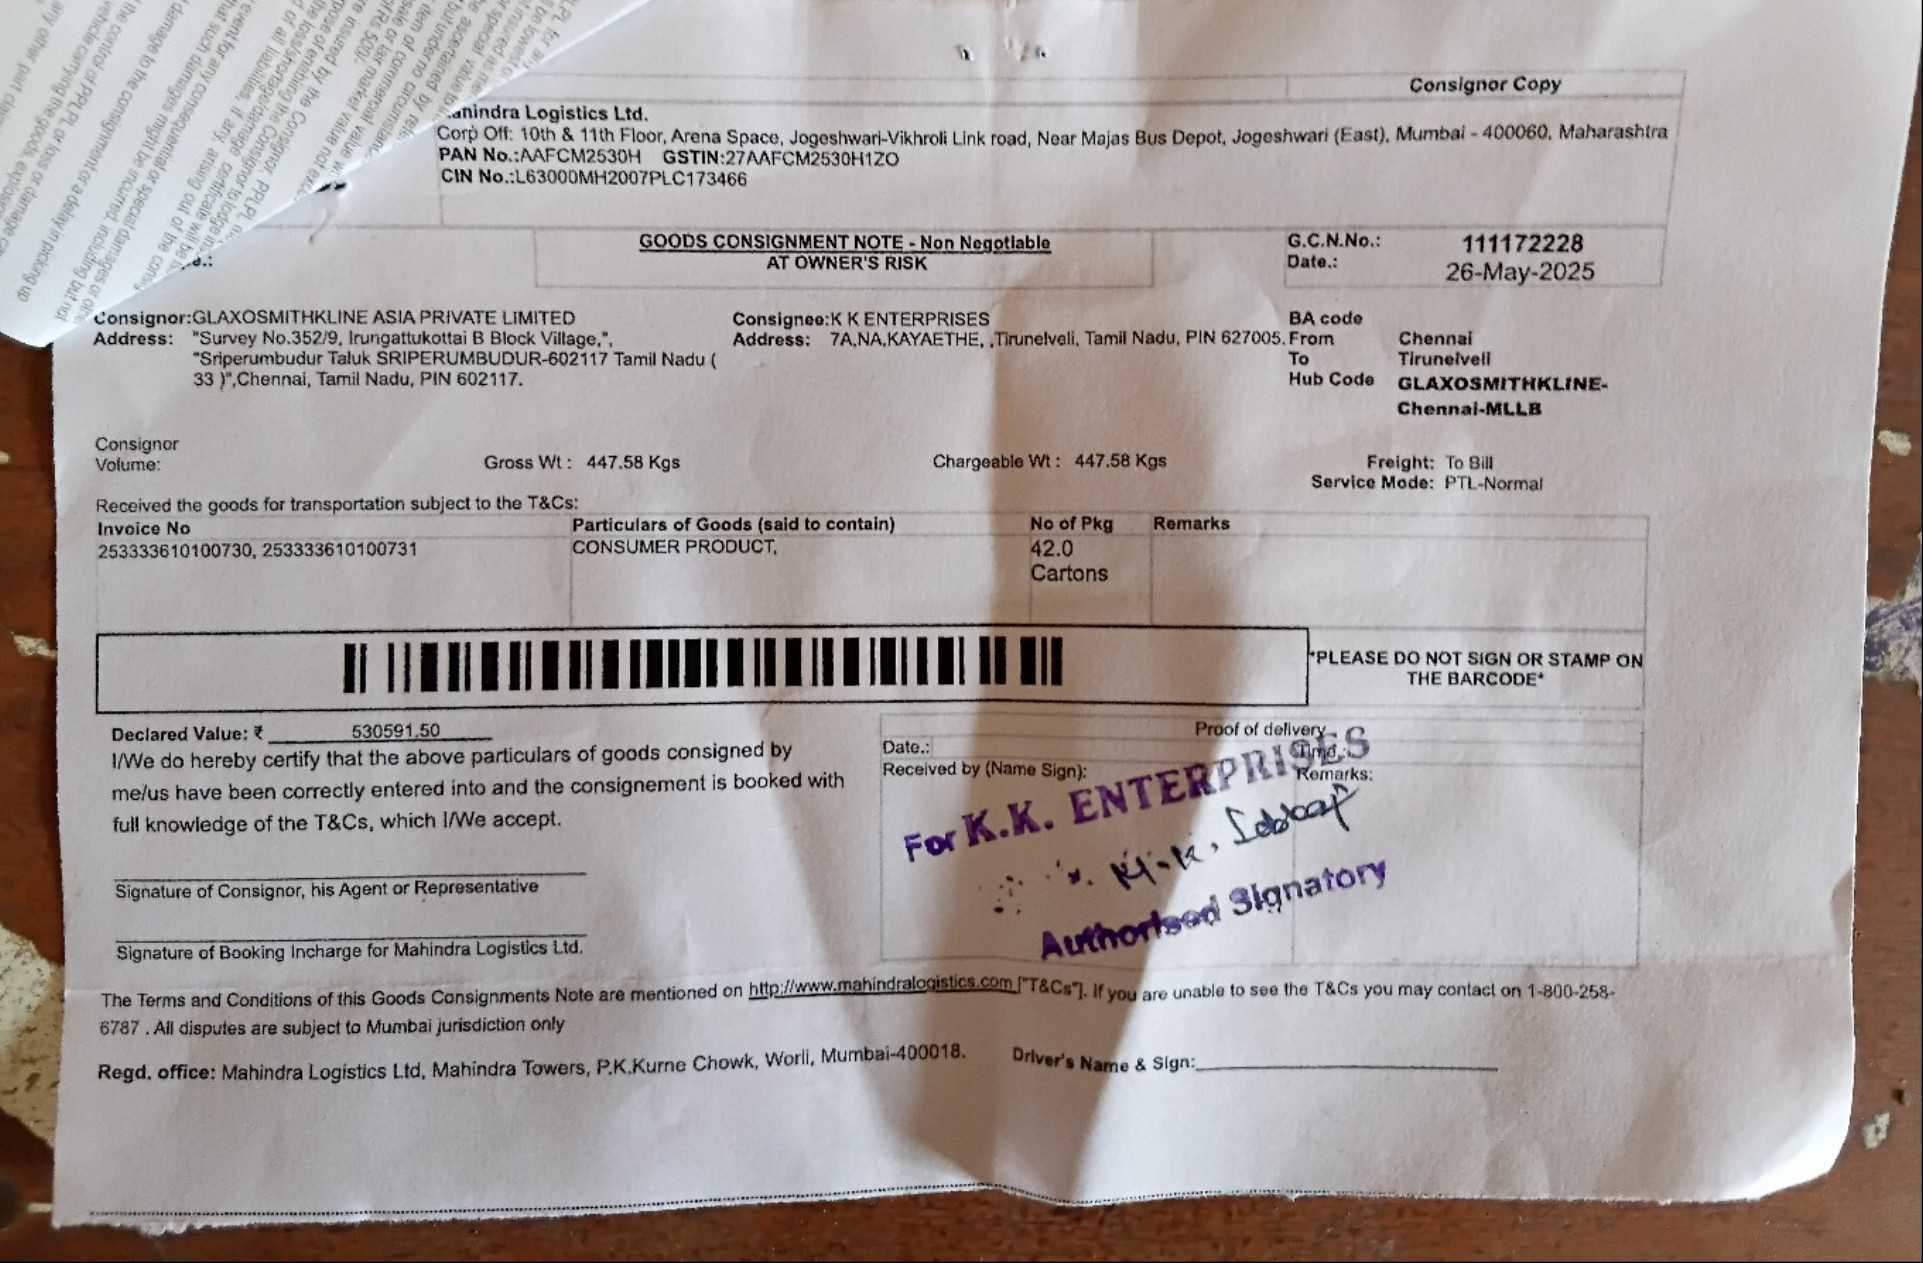 Consignor Copy
Mahindra Logistics Ltd.
Corp Off: 10th & 11th Floor, Arena Space, Jogeshwari-Vikhroli Link road, Near Majas Bus Depot, Jogeshwari (East), Mumbai - 400060, Maharashtra
PAN No.:AAFCM2530H GSTIN:27AAFCM2530H1ZO
CIN No.:L63000MH2007PLC173466
GOODS CONSIGNMENT NOTE - Non Negotiable
AT OWNER'S RISK
G.C.N.No.: 111172228
Date.: 26-May-2025
Consignor:GLAXOSMITHKLINE ASIA PRIVATE LIMITED
Address: "Survey No.352/9, Irungattukottai B Block Village,",
"Sriperumbudur Taluk SRIPERUMBUDUR-602117 Tamil Nadu (
33 )",Chennai, Tamil Nadu, PIN 602117.
Consignee:K K ENTERPRISES
Address: 7A,NA,KAYAETHE, ,Tirunelveli, Tamil Nadu, PIN 627005.
BA code
From Chennai
To Tirunelveli
Hub Code GLAXOSMITHKLINE-
Chennai-MLLB
Consignor
Volume:
Gross Wt : 447.58 Kgs
Chargeable Wt : 447.58 Kgs
Freight: To Bill
Service Mode: PTL-Normal
Received the goods for transportation subject to the T&Cs:
Invoice No Particulars of Goods (said to contain) No of Pkg Remarks
253333610100730, 253333610100731 CONSUMER PRODUCT, 42.0
Cartons
*PLEASE DO NOT SIGN OR STAMP ON
THE BARCODE*
Declared Value: ₹ 530591.50
I/We do hereby certify that the above particulars of goods consigned by
me/us have been correctly entered into and the consignement is booked with
full knowledge of the T&Cs, which I/We accept.
Signature of Consignor, his Agent or Representative
Signature of Booking Incharge for Mahindra Logistics Ltd.
Proof of delivery
Date.: Time.:
Received by (Name Sign): Remarks:
For K.K. ENTERPRISES
Authorised Signatory
The Terms and Conditions of this Goods Consignments Note are mentioned on http://www.mahindralogistics.com ["T&Cs"]. If you are unable to see the T&Cs you may contact on 1-800-258-
6787 . All disputes are subject to Mumbai jurisdiction only
Regd. office: Mahindra Logistics Ltd, Mahindra Towers, P.K.Kurne Chowk, Worli, Mumbai-400018.
Driver's Name & Sign: